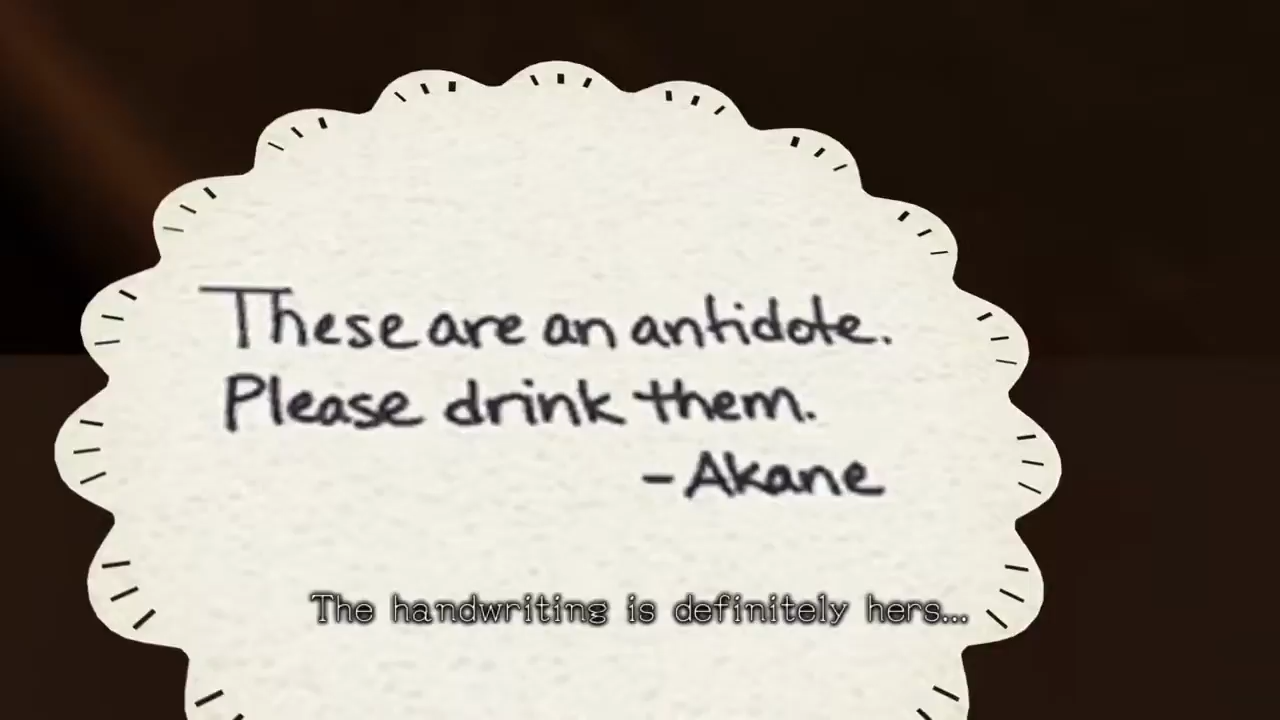 These are an antidote.
Please drink them.
-Akane
The handwriting is definitely hers...